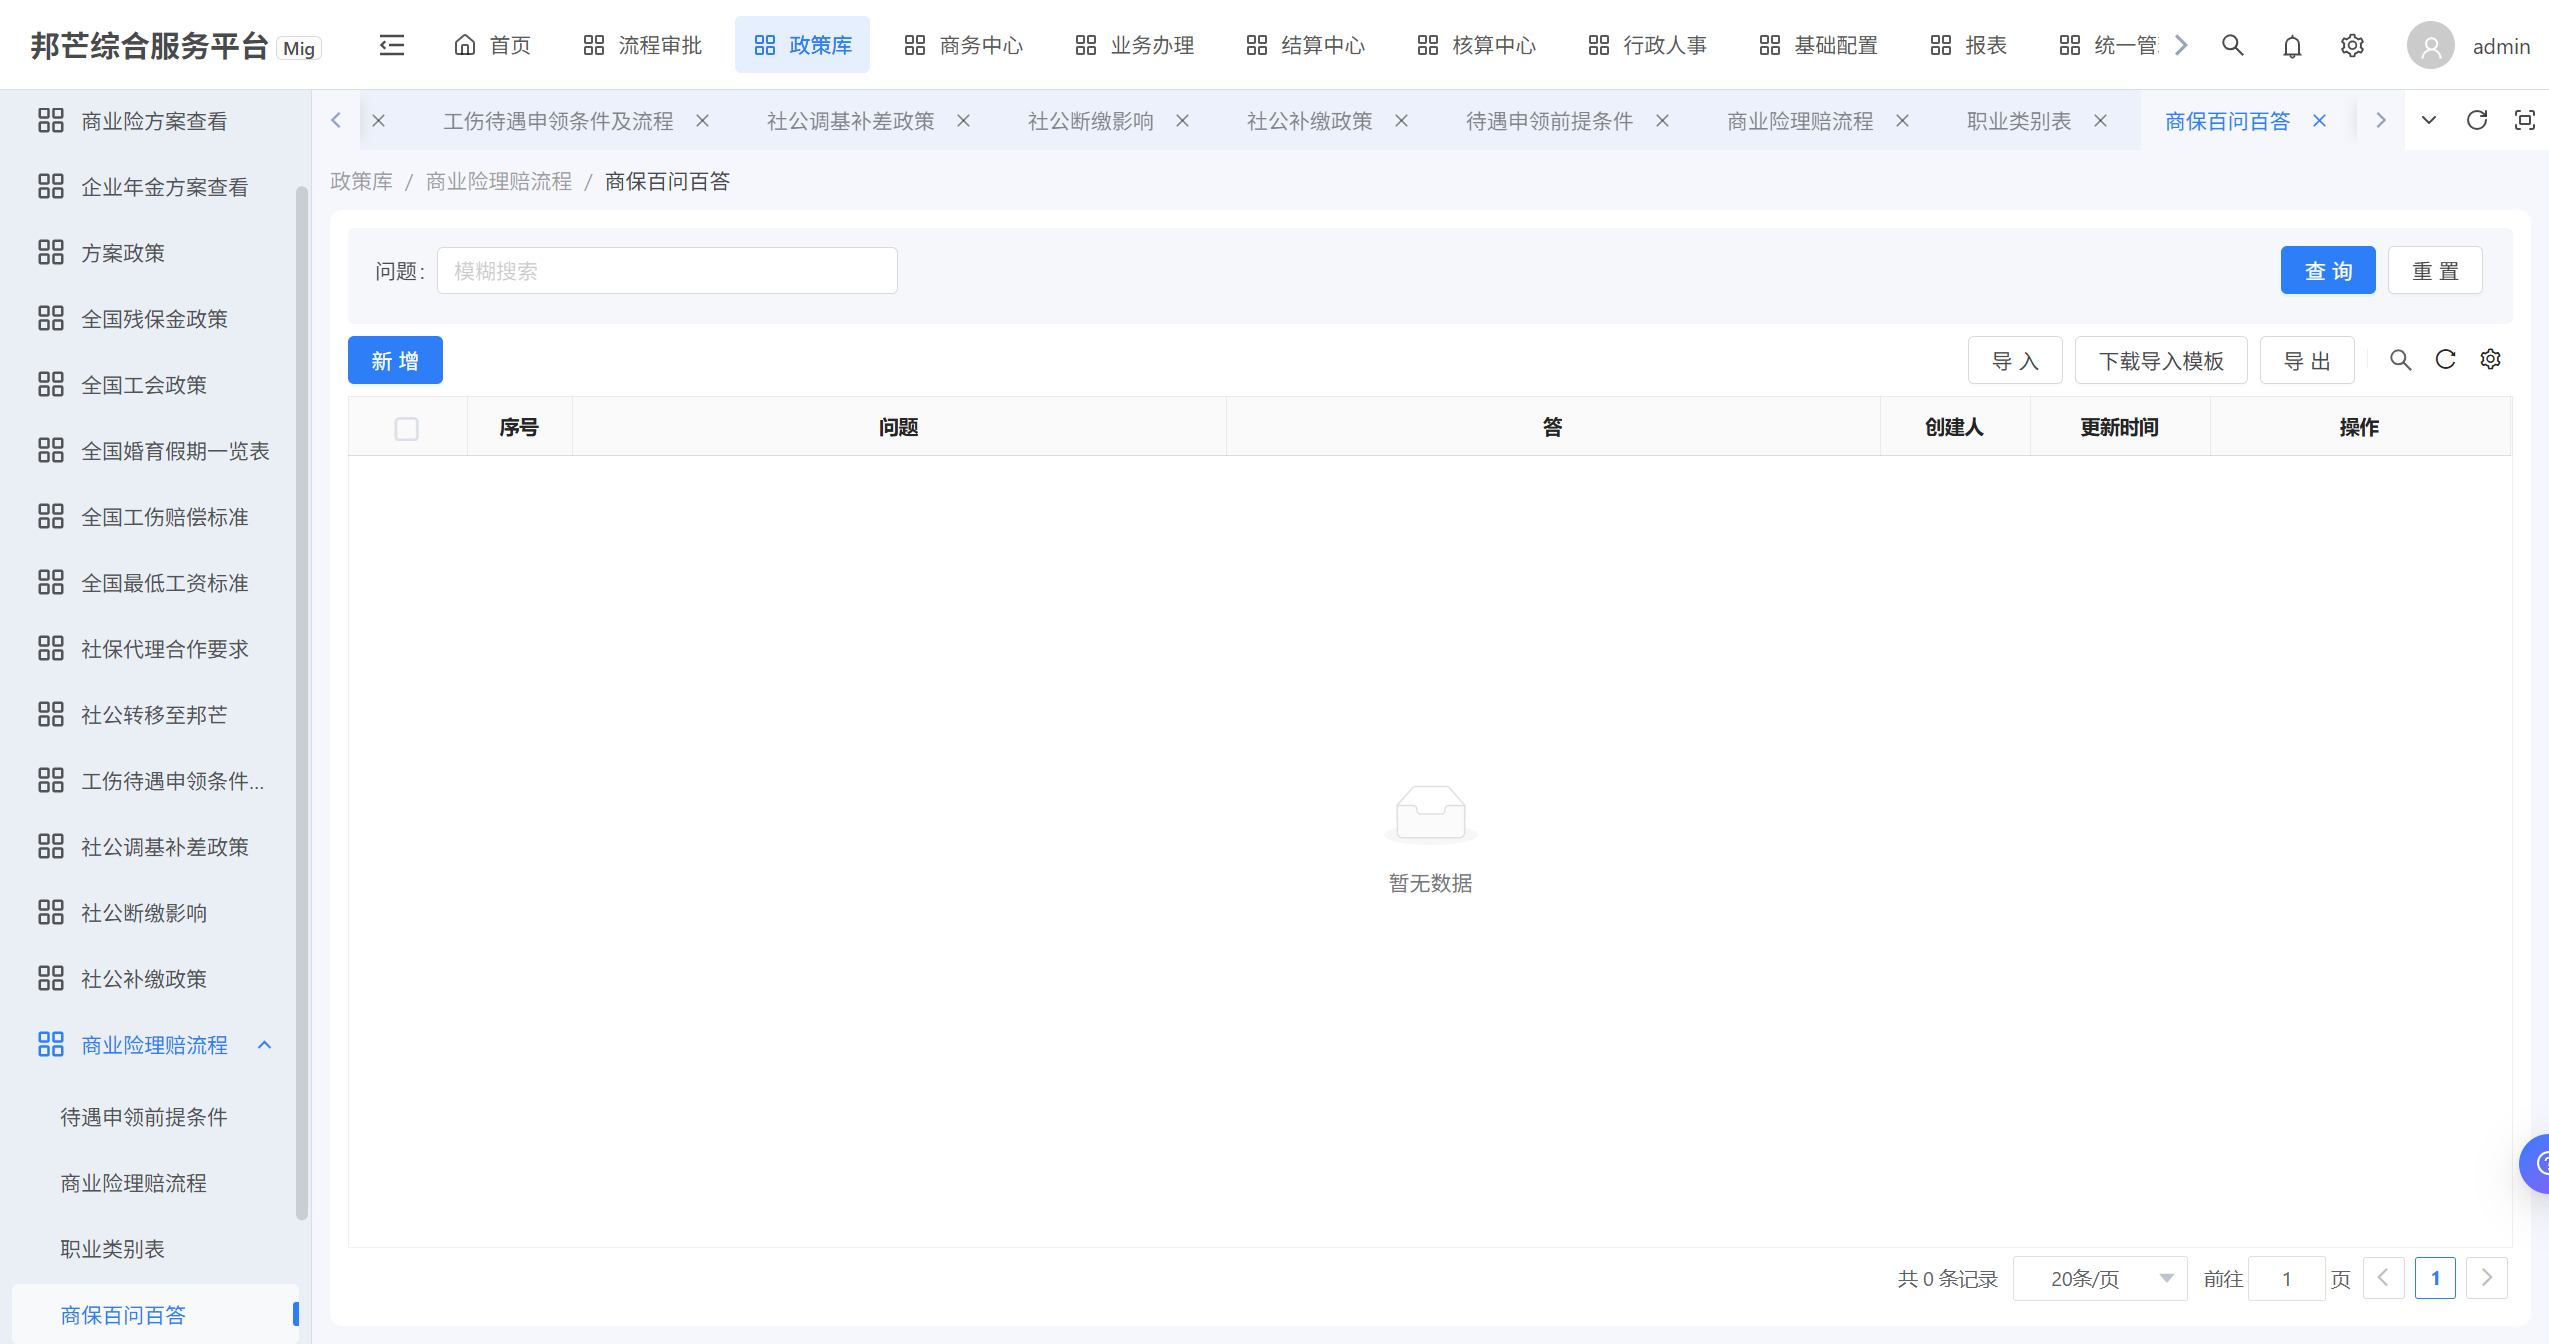 邦芒综合服务平台 Mig
首页 流程审批 政策库 商务中心 业务办理 结算中心 核算中心 行政人事 基础配置 报表 统一管 admin
工伤待遇申领条件及流程 社公调基补差政策 社公断缴影响 社公补缴政策 待遇申领前提条件 商业险理赔流程 职业类别表 商保百问百答
政策库 / 商业险理赔流程 / 商保百问百答
商业险方案查看
企业年金方案查看
方案政策
全国残保金政策
全国工会政策
全国婚育假期一览表
全国工伤赔偿标准
全国最低工资标准
社保代理合作要求
社公转移至邦芒
工伤待遇申领条件...
社公调基补差政策
社公断缴影响
社公补缴政策
商业险理赔流程
待遇申领前提条件
商业险理赔流程
职业类别表
商保百问百答
问题: 模糊搜索 查 询 重 置
新 增 导 入 下载导入模板 导 出
序号 问题 答 创建人 更新时间 操作
暂无数据
共 0 条记录 20条/页 前往 1 页 1